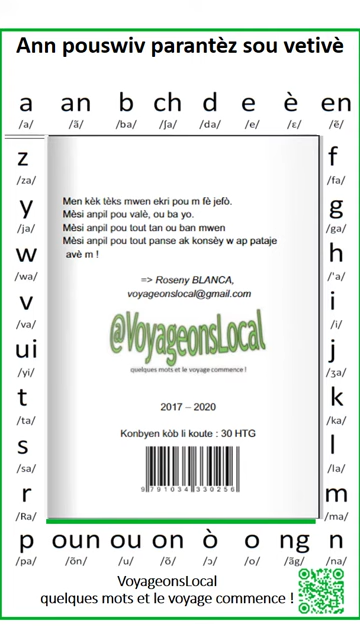 Ann pouswiv parantèz sou vetivè
a an b ch d e è en
/a/ /ã/ /ba/ /ʃa/ /da/ /e/ /ɛ/ /ẽ/
z f
/za/ /fa/
y g
/ja/ /ga/
w h
/wa/ /'a/
v i
/va/ /i/
ui j
/yi/ /ʒa/
t k
/ta/ /ka/
s l
/sa/ /la/
r m
/Ra/ /ma/
Men kèk tèks mwen ekri pou m fè jefò.
Mèsi anpil pou valè, ou ba yo.
Mèsi anpil pou tout tan ou ban mwen
Mèsi anpil pou tout panse ak konsèy w ap pataje
avè m !
=> Roseny BLANCA,
voyageonslocal@gmail.com
@VoyageonsLocal
quelques mots et le voyage commence !
2017 – 2020
Konbyen kòb li koute : 30 HTG
9 791034 330256
p oun ou on ò o ng n
/pa/ /õn/ /u/ /õ/ /ɔ/ /o/ /ãg/ /na/
VoyageonsLocal
quelques mots et le voyage commence !